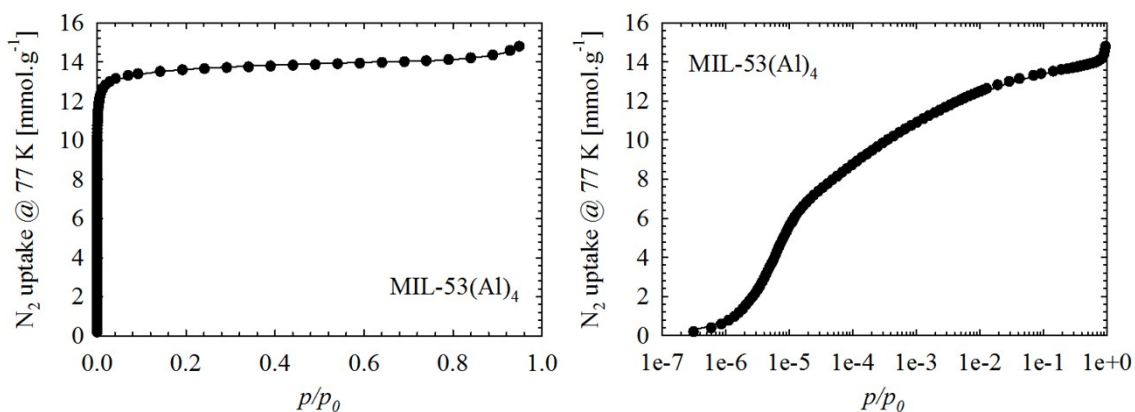 N₂ uptake @ 77 K [mmol.g⁻¹]
16
14
12
10
8
6
4
2
0
MIL-53(Al)₄
0.0 0.2 0.4 0.6 0.8 1.0
p/p₀
N₂ uptake @ 77 K [mmol.g⁻¹]
16
14
12
10
8
6
4
2
0
MIL-53(Al)₄
1e-7 1e-6 1e-5 1e-4 1e-3 1e-2 1e-1 1e+0
p/p₀